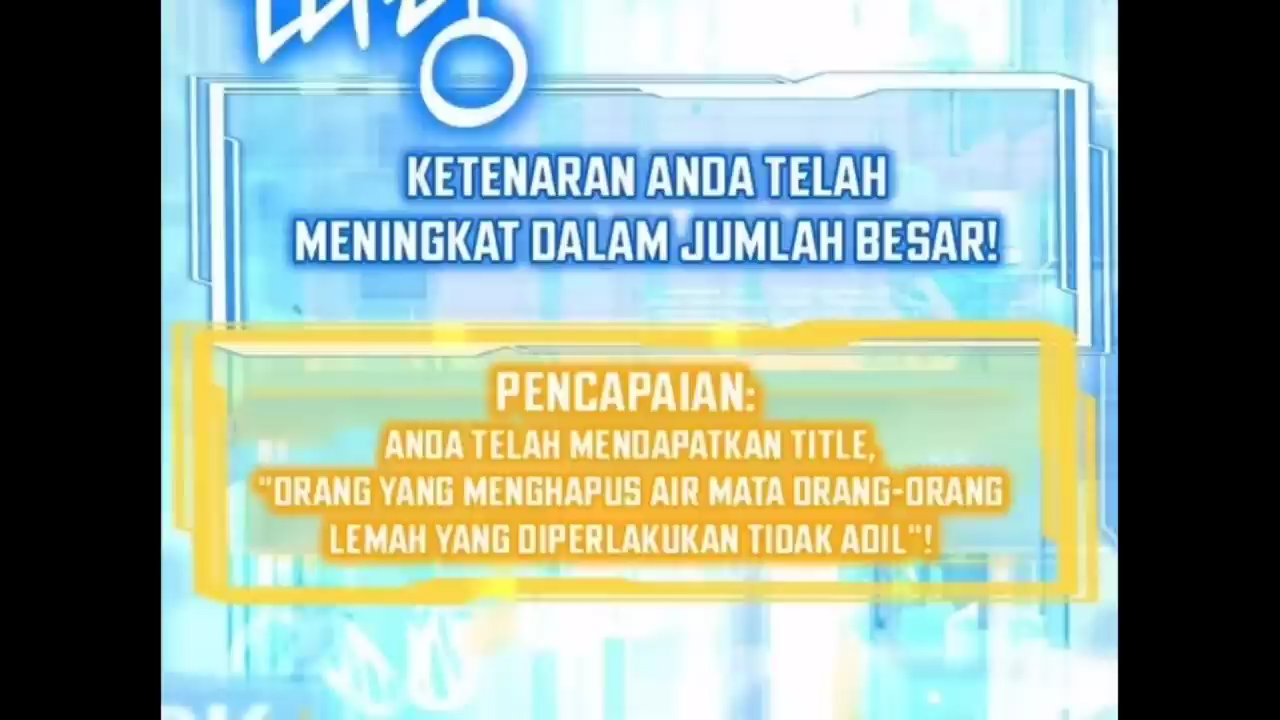 KETENARAN ANDA TELAH
MENINGKAT DALAM JUMLAH BESAR!
PENCAPAIAN:
ANDA TELAH MENDAPATKAN TITLE,
"ORANG YANG MENGHAPUS AIR MATA ORANG-ORANG
LEMAH YANG DIPERLAKUKAN TIDAK ADIL"!